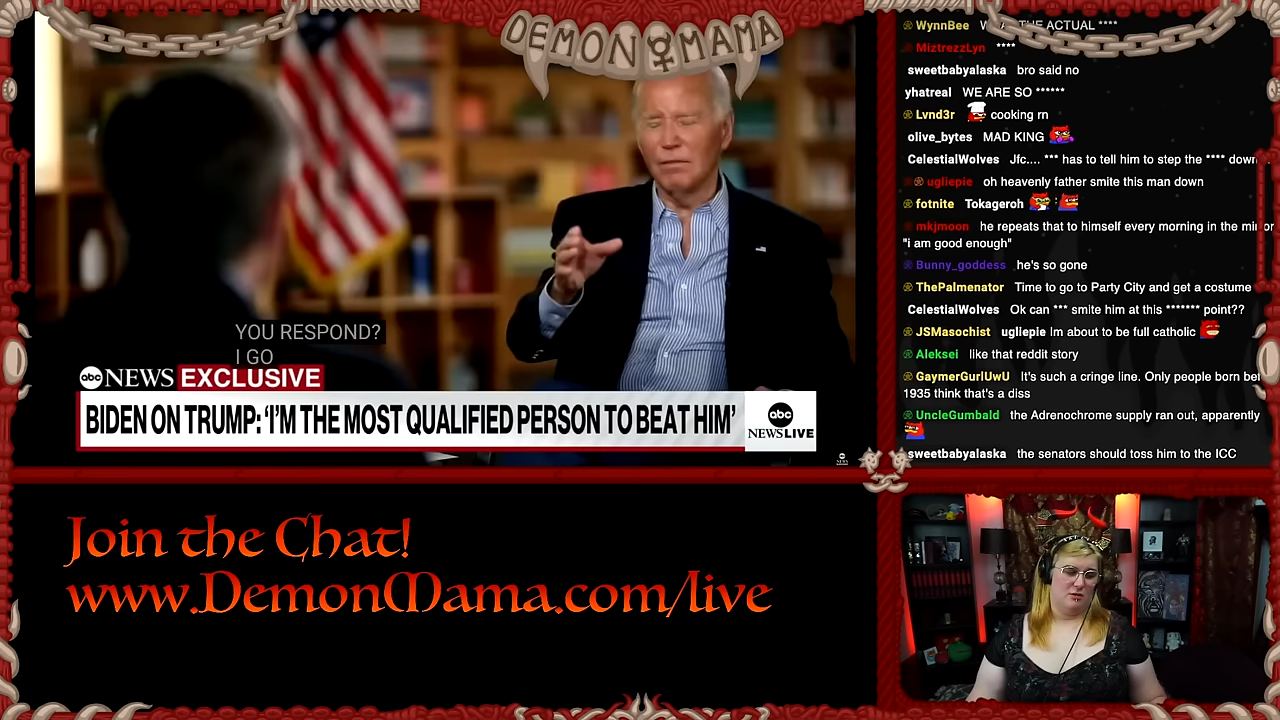 DEMON MAMA
YOU RESPOND?
I GO
abc NEWS EXCLUSIVE
BIDEN ON TRUMP: ‘I’M THE MOST QUALIFIED PERSON TO BEAT HIM’
abc
NEWS LIVE
Join the Chat!
www.DemonMama.com/live
WynnBee THE ACTUAL ****
MiztrezzLyn ****
sweetbabyalaska bro said no
yhatreal WE ARE SO ******
Lvnd3r cooking rn
olive_bytes MAD KING
CelestialWolves Jfc.... *** has to tell him to step the **** down
ugliepie oh heavenly father smite this man down
fotnite Tokageroh
mkjmoon he repeats that to himself every morning in the mirror
"i am good enough"
Bunny_goddess he's so gone
ThePalmenator Time to go to Party City and get a costume
CelestialWolves Ok can *** smite him at this ******* point??
JSMasochist ugliepie Im about to be full catholic
Aleksei like that reddit story
GaymerGurlUwU It's such a cringe line. Only people born be
1935 think that's a diss
UncleGumbald the Adrenochrome supply ran out, apparently
sweetbabyalaska the senators should toss him to the ICC